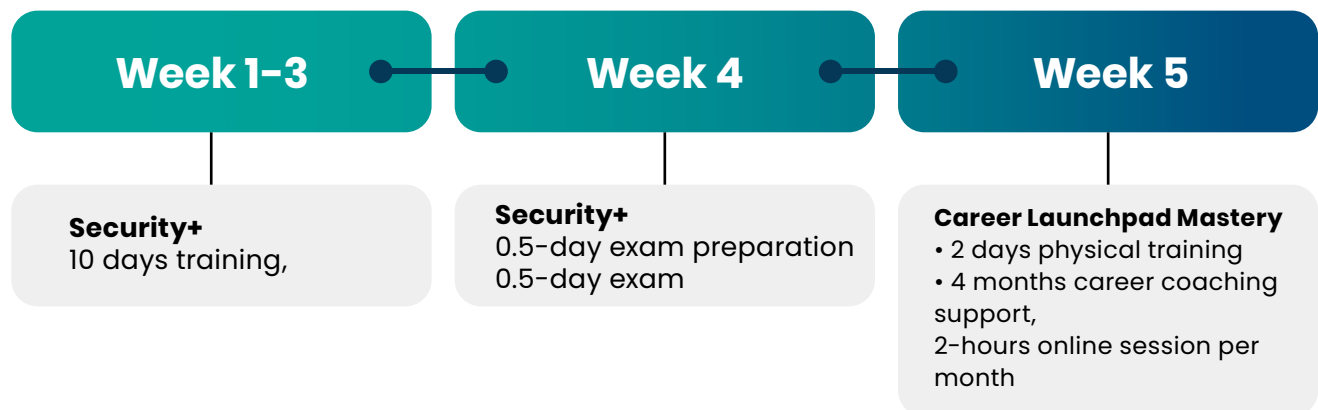 Week 1-3
Security+
10 days training,
Week 4
Security+
0.5-day exam preparation
0.5-day exam
Week 5
Career Launchpad Mastery
• 2 days physical training
• 4 months career coaching
support,
2-hours online session per
month